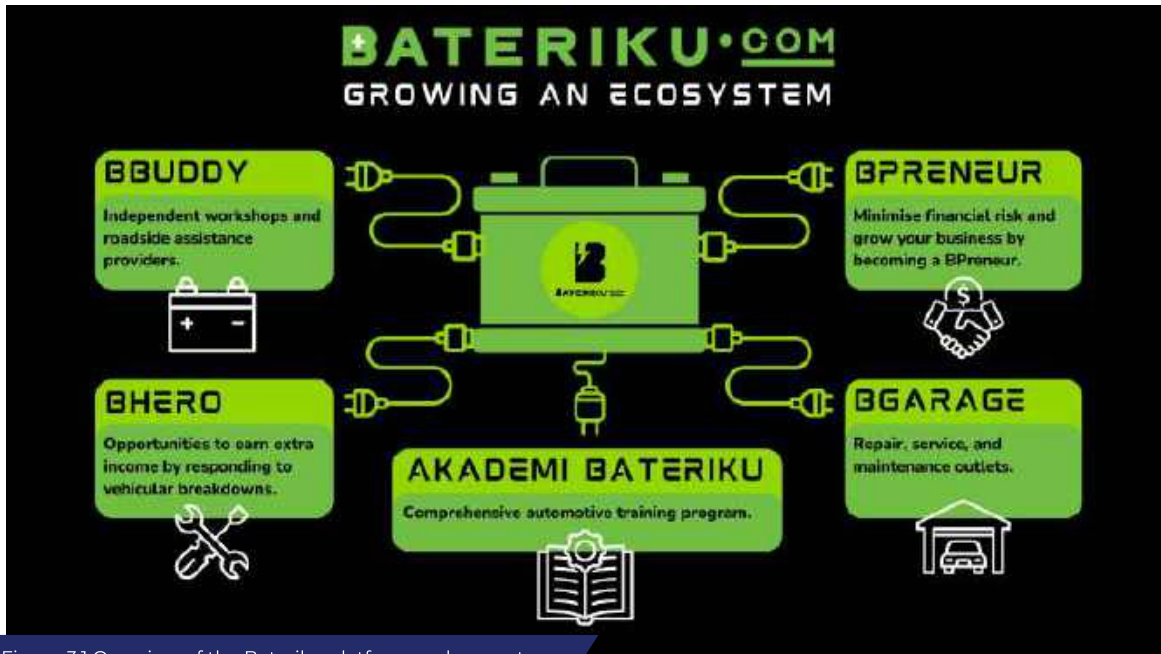 BATERIKU.COM
GROWING AN ECOSYSTEM
BBUDDY
Independent workshops and
roadside assistance
providers.
BPRENEUR
Minimise financial risk and
grow your business by
becoming a BPreneur.
$
B
BATERIKU.COM
+ −
BHERO
Opportunities to earn extra
income by responding to
vehicular breakdowns.
BGARAGE
Repair, service, and
maintenance outlets.
AKADEMI BATERIKU
Comprehensive automotive training program.